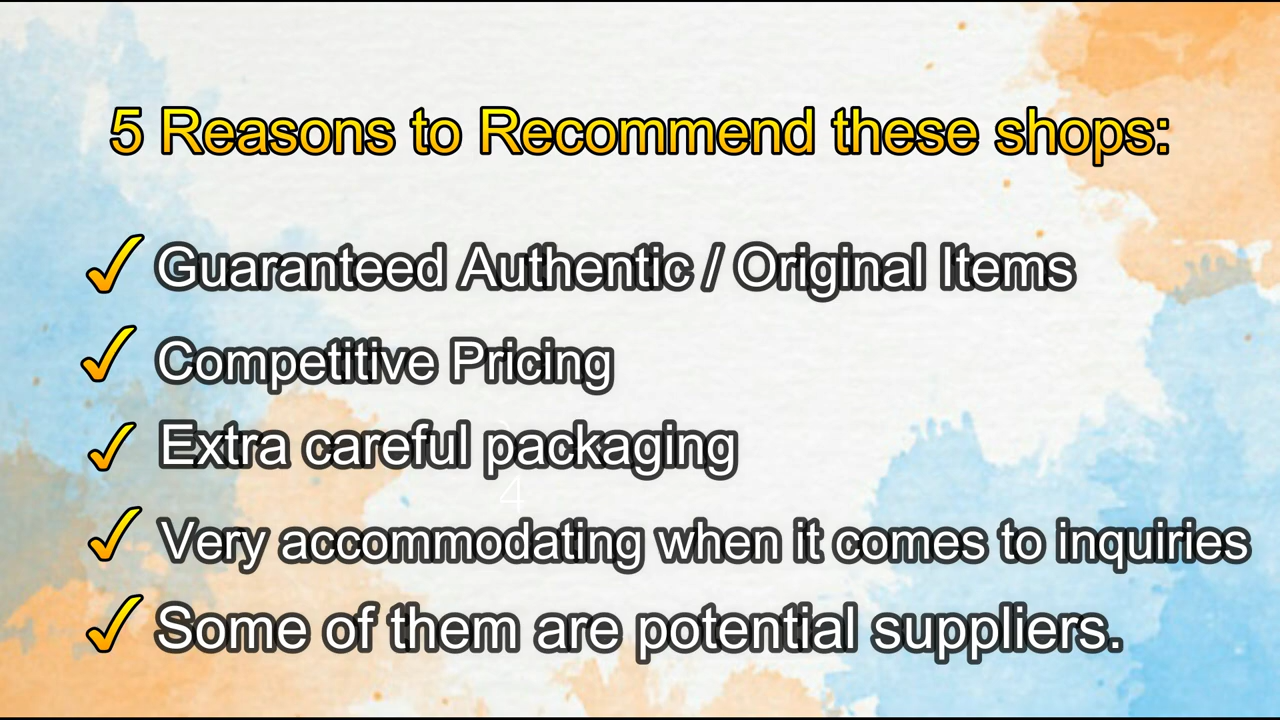 5 Reasons to Recommend these shops:
✓ Guaranteed Authentic / Original Items
✓ Competitive Pricing
✓ Extra careful packaging
4
✓ Very accommodating when it comes to inquiries
✓ Some of them are potential suppliers.